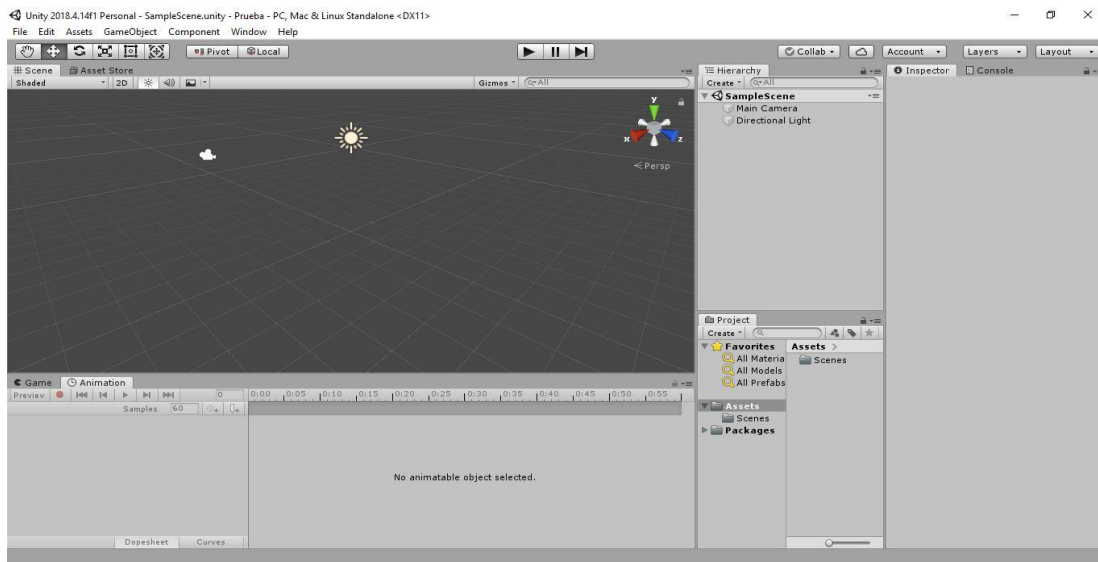 Unity 2018.4.14f1 Personal - SampleScene.unity - Prueba - PC, Mac & Linux Standalone <DX11>
File Edit Assets GameObject Component Window Help
Pivot Local Collab Account Layers Layout
Scene Asset Store
Shaded 2D Gizmos All
y
x z
Persp
Hierarchy
Create All
SampleScene
Main Camera
Directional Light
Inspector Console
Project
Create
Favorites Assets >
All Materia Scenes
All Models
All Prefabs
Assets
Scenes
Packages
Game Animation
Preview 0 0:00 0:05 0:10 0:15 0:20 0:25 0:30 0:35 0:40 0:45 0:50 0:55
Samples 60
No animatable object selected.
Dopesheet Curves